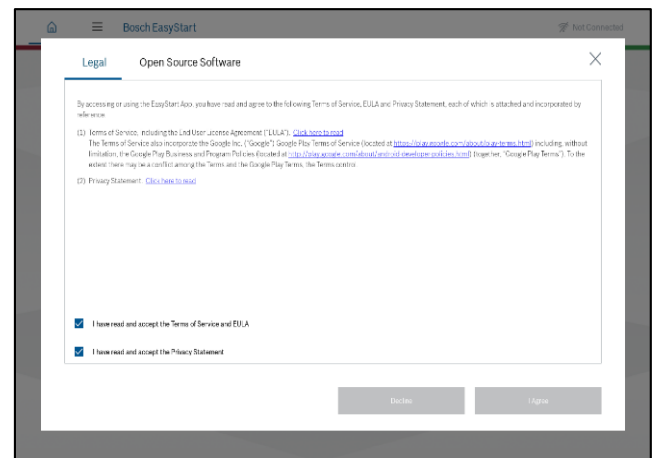 Bosch EasyStart
Not Connected
Legal
Open Source Software
By accessing or using the EasyStart App, you have read and agree to the following Terms of Service, EULA and Privacy Statement, each of which is attached and incorporated by
reference
(1) Terms of Service, including the End User License Agreement ("EULA"). Click here to read
The Terms of Service also incorporate the Google Inc. ("Google") Google Play Terms of Service (located at https://play.google.com/about/play-terms.html) including, without
limitation, the Google Play Business and Program Policies (located at http://play.google.com/about/android-developer-policies.html) (together, "Google Play Terms"). To the
extent there may be a conflict among the Terms and the Google Play Terms, the Terms control.
(2) Privacy Statement Click here to read
I have read and accept the Terms of Service and EULA
I have read and accept the Privacy Statement
Decline
I Agree